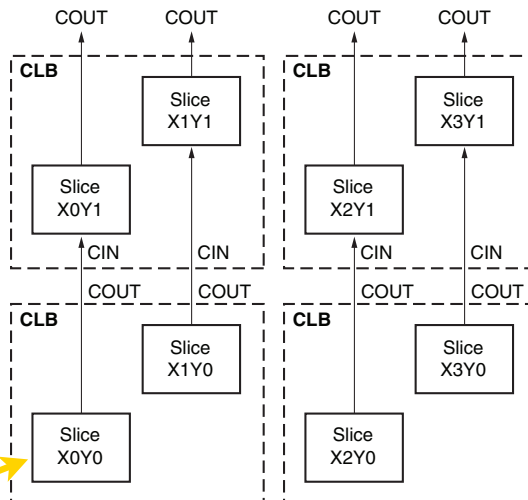 COUT COUT COUT COUT
CLB CLB
Slice
X1Y1
Slice
X3Y1
Slice
X0Y1
Slice
X2Y1
CIN CIN CIN CIN
COUT COUT COUT COUT
CLB CLB
Slice
X1Y0
Slice
X3Y0
Slice
X0Y0
Slice
X2Y0